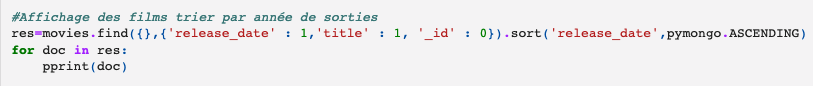 #Affichage des films trier par année de sorties
res=movies.find({},{'release_date' : 1,'title' : 1, '_id' : 0}).sort('release_date',pymongo.ASCENDING)
for doc in res:
    pprint(doc)